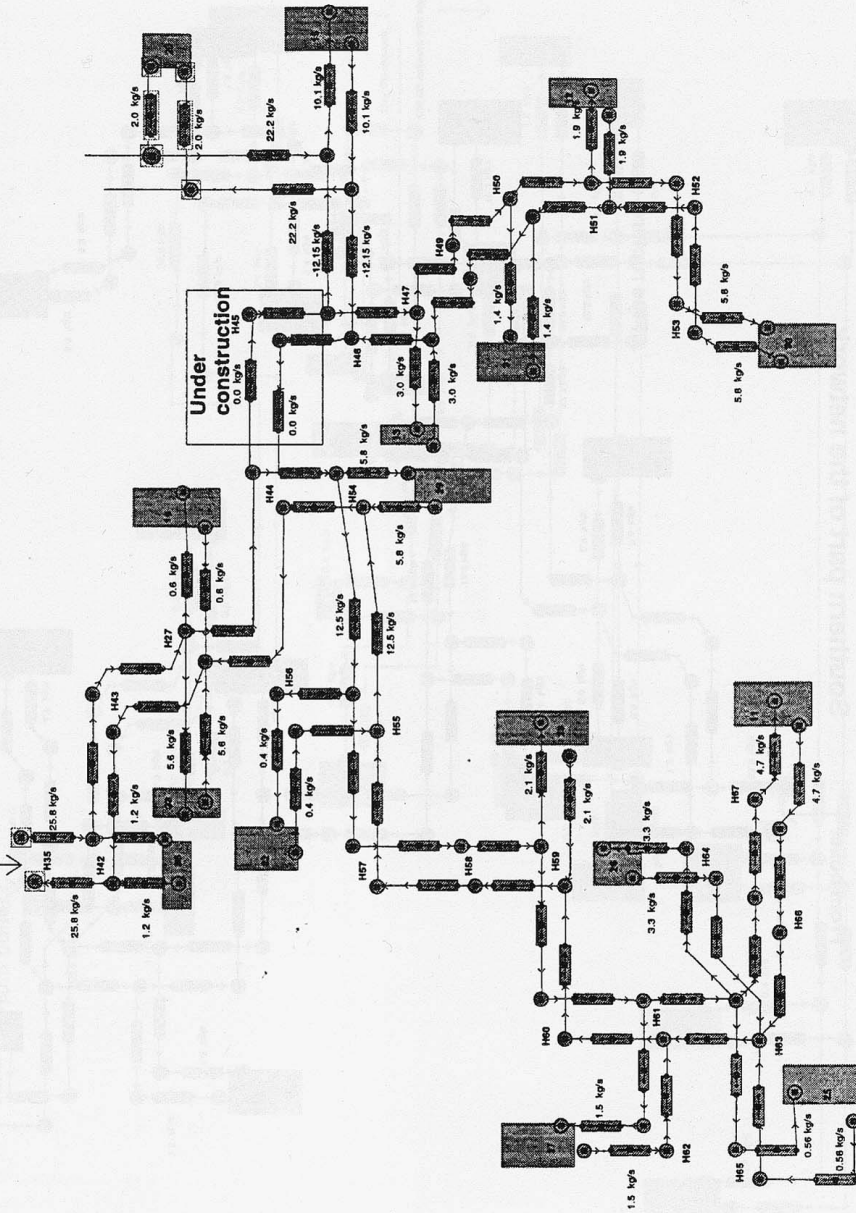 2.0 kg/s
2.0 kg/s
22.2 kg/s
10.1 kg/s
10.1 kg/s
22.2 kg/s
-12.15 kg/s
-12.15 kg/s
1.9 kg/s
1.9 kg/s
H50
H49
H51
H52
H53
1.4 kg/s
1.4 kg/s
5.8 kg/s
5.8 kg/s
Under
construction
0.0 kg/s
0.0 kg/s
H45
H46
H47
3.0 kg/s
3.0 kg/s
H44
H54
5.8 kg/s
5.8 kg/s
0.6 kg/s
0.6 kg/s
H27
H43
5.6 kg/s
5.6 kg/s
25.8 kg/s
25.8 kg/s
H35
H42
1.2 kg/s
1.2 kg/s
12.5 kg/s
12.5 kg/s
H56
H55
0.4 kg/s
0.4 kg/s
H57
H58
H59
2.1 kg/s
2.1 kg/s
H60
H61
H62
1.5 kg/s
1.5 kg/s
3.3 kg/s
3.3 kg/s
H64
H67
H66
4.7 kg/s
4.7 kg/s
11
H63
H65
0.56 kg/s
0.56 kg/s
Southern part of the network